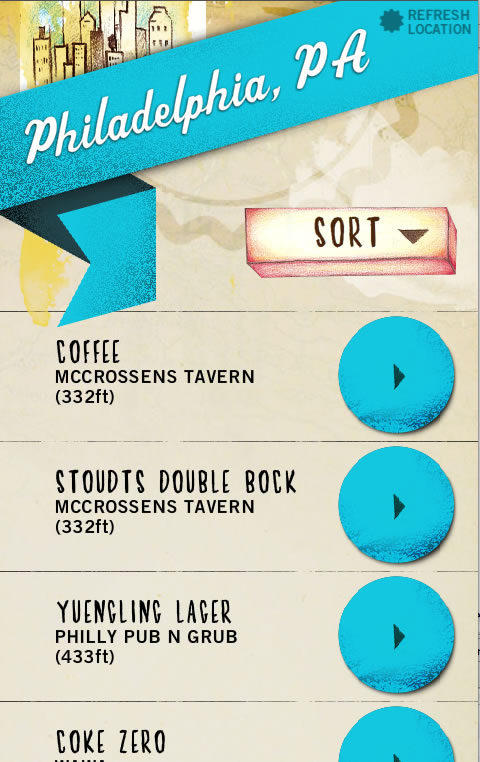 REFRESH
LOCATION
Philadelphia, PA
SORT
COFFEE
MCCROSSENS TAVERN
(332ft)
STOUDTS DOUBLE BOCK
MCCROSSENS TAVERN
(332ft)
YUENGLING LAGER
PHILLY PUB N GRUB
(433ft)
COKE ZERO